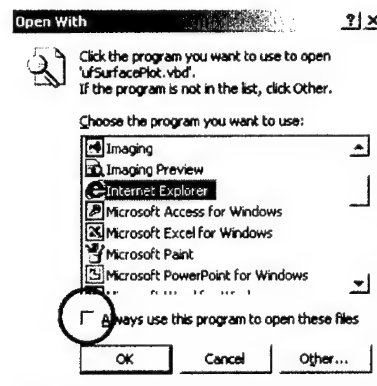 Open With
Click the program you want to use to open
'ufSurfacePlot.vbd'.
If the program is not in the list, click Other.
Choose the program you want to use:
Imaging
Imaging Preview
Internet Explorer
Microsoft Access for Windows
Microsoft Excel for Windows
Microsoft Paint
Microsoft PowerPoint for Windows
Always use this program to open these files
OK Cancel Other...